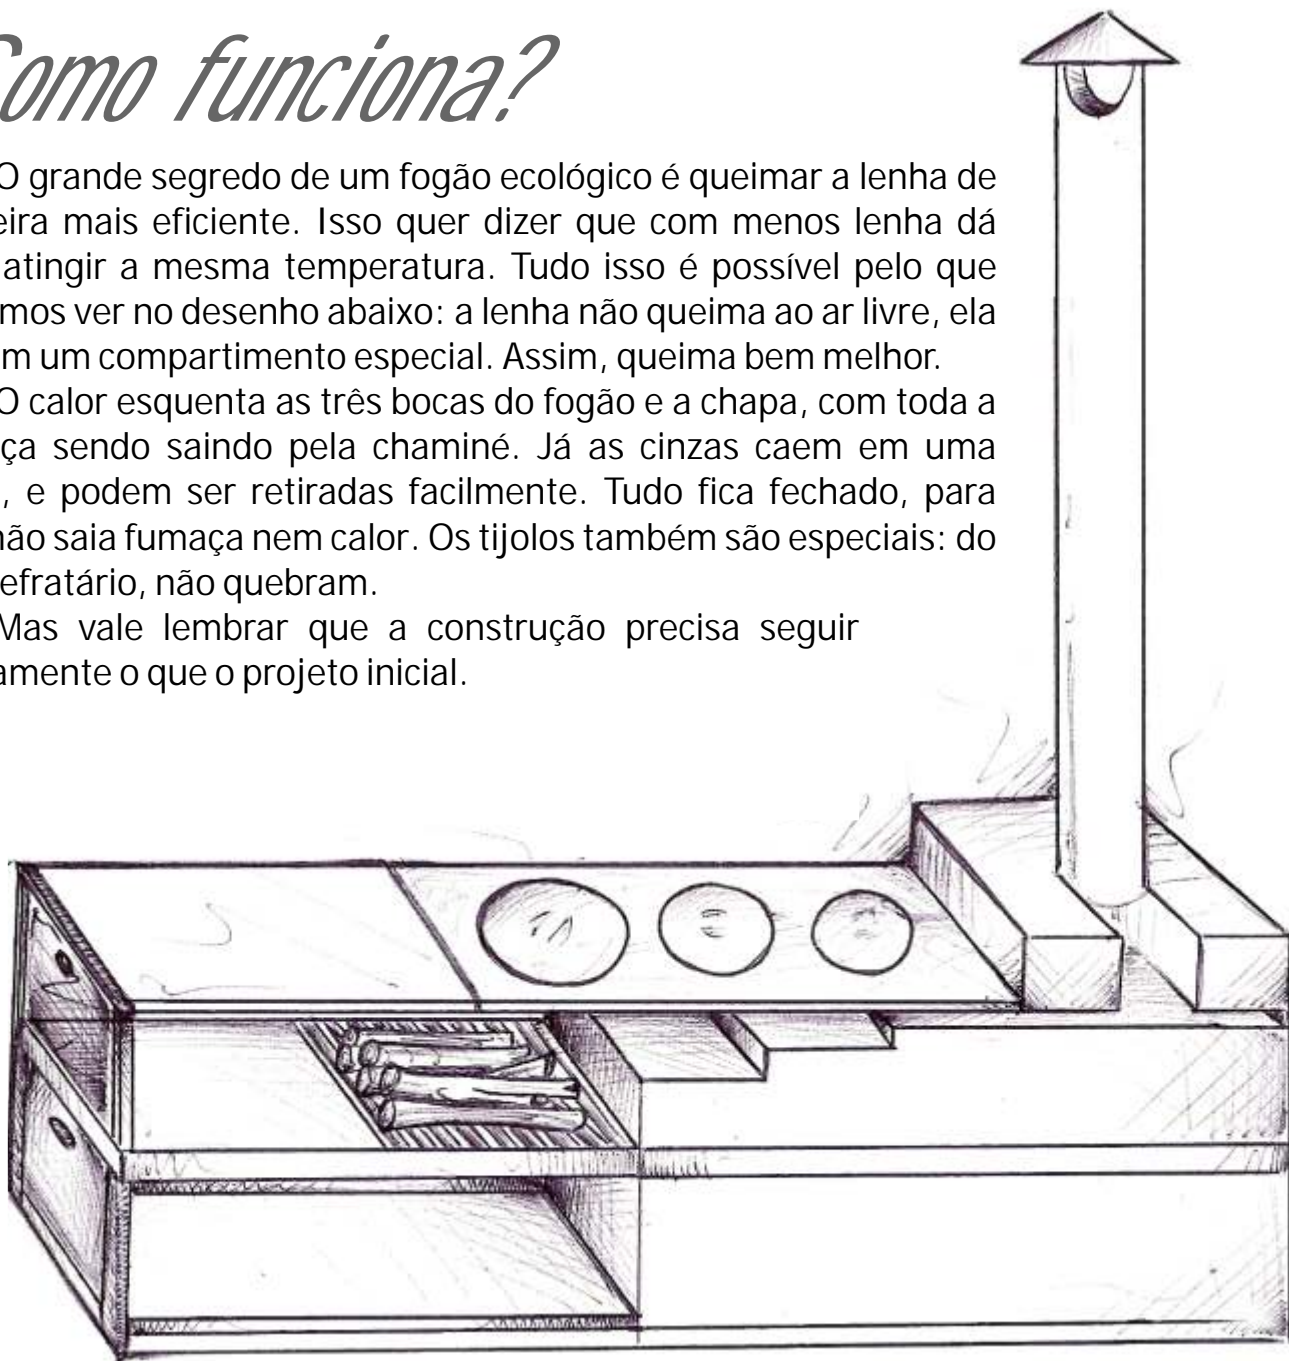 Como funciona?
O grande segredo de um fogão ecológico é queimar a lenha de
eira mais eficiente. Isso quer dizer que com menos lenha dá
atingir a mesma temperatura. Tudo isso é possível pelo que
mos ver no desenho abaixo: a lenha não queima ao ar livre, ela
m um compartimento especial. Assim, queima bem melhor.
O calor esquenta as três bocas do fogão e a chapa, com toda a
ça sendo saindo pela chaminé. Já as cinzas caem em uma
, e podem ser retiradas facilmente. Tudo fica fechado, para
não saia fumaça nem calor. Os tijolos também são especiais: do
efratário, não quebram.
Mas vale lembrar que a construção precisa seguir
amente o que o projeto inicial.